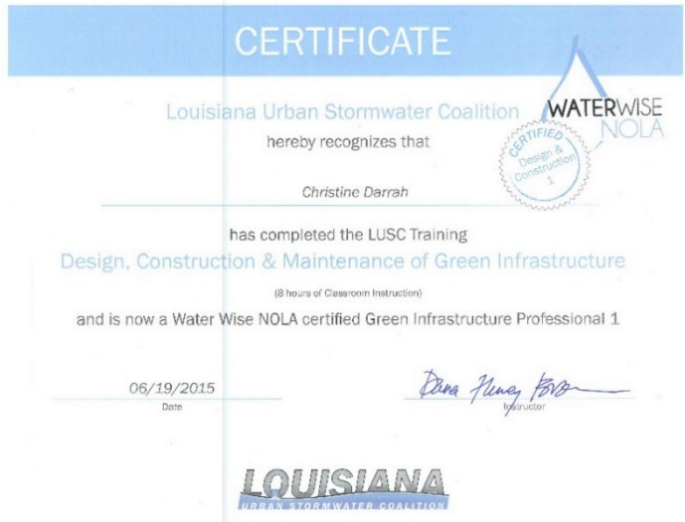 CERTIFICATE
Louisiana Urban Stormwater Coalition
WATERWISE
NOLA
hereby recognizes that
CERTIFIED
Design &
Construction
1
Christine Darrah
has completed the LUSC Training
Design, Construction & Maintenance of Green Infrastructure
(8 hours of Classroom Instruction)
and is now a Water Wise NOLA certified Green Infrastructure Professional 1
06/19/2015
Date
Dana
Instructor
LOUISIANA
URBAN STORMWATER COALITION